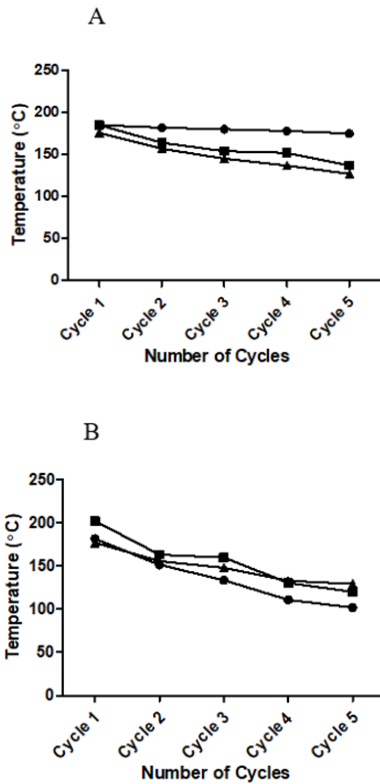 A
Temperature (°C)
250
200
150
100
50
0
Cycle 1
Cycle 2
Cycle 3
Cycle 4
Cycle 5
Number of Cycles
B
Temperature (°C)
250
200
150
100
50
0
Cycle 1
Cycle 2
Cycle 3
Cycle 4
Cycle 5
Number of Cycles